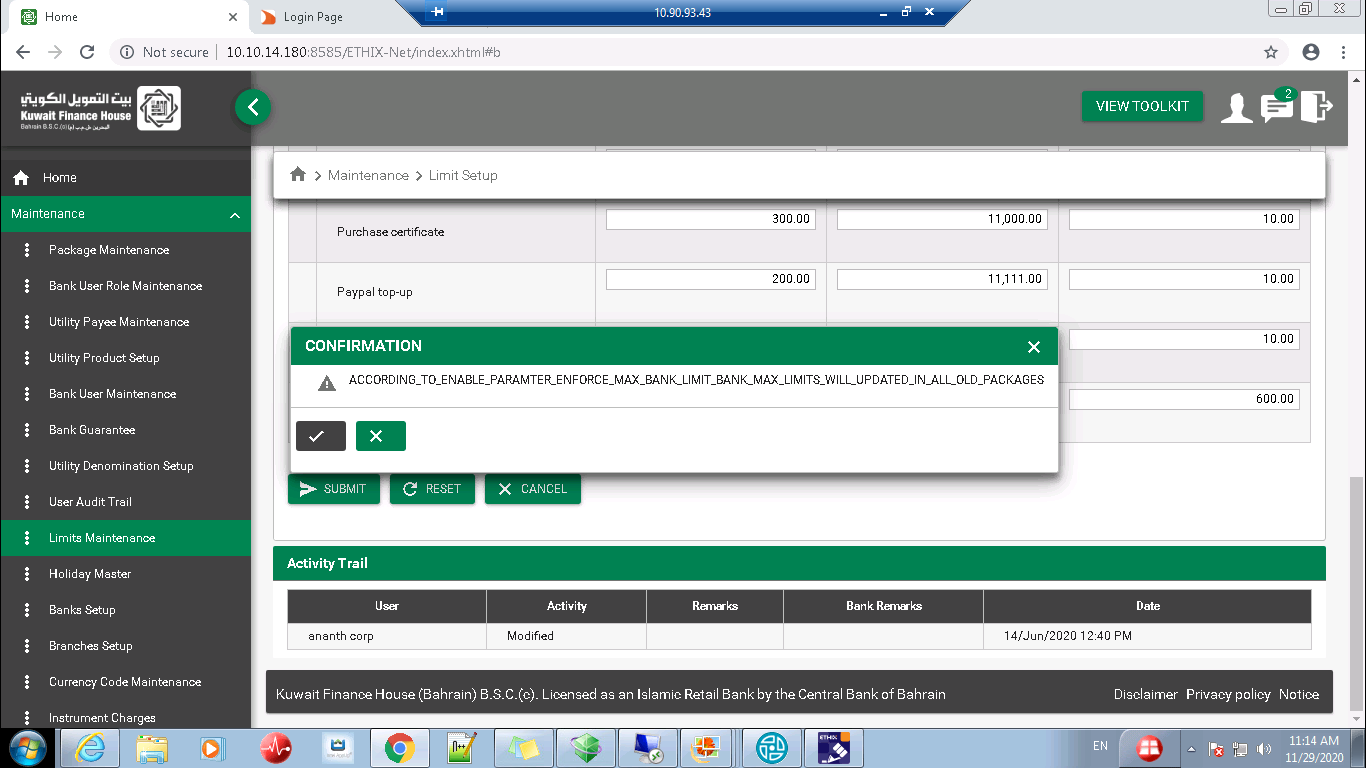 Home
Login Page
10.90.93.43
Not secure
10.10.14.180:8585/ETHIX-Net/index.xhtml#b
بيت التمويل الكويتي
Kuwait Finance House
Bahrain B.S.C.(c)
VIEW TOOLKIT
2
Home
Maintenance > Limit Setup
Maintenance
Package Maintenance
Bank User Role Maintenance
Utility Payee Maintenance
Utility Product Setup
Bank User Maintenance
Bank Guarantee
Utility Denomination Setup
User Audit Trail
Limits Maintenance
Holiday Master
Banks Setup
Branches Setup
Currency Code Maintenance
Instrument Charges
Purchase certificate 300.00 11,000.00 10.00
Paypal top-up 200.00 11,111.00 10.00
10.00
600.00
CONFIRMATION
ACCORDING_TO_ENABLE_PARAMTER_ENFORCE_MAX_BANK_LIMIT_BANK_MAX_LIMITS_WILL_UPDATED_IN_ALL_OLD_PACKAGES
SUBMIT RESET CANCEL
Activity Trail
User Activity Remarks Bank Remarks Date
ananth corp Modified 14/Jun/2020 12:40 PM
Kuwait Finance House (Bahrain) B.S.C.(c). Licensed as an Islamic Retail Bank by the Central Bank of Bahrain
Disclaimer Privacy policy Notice
ETHIX
EN
11:14 AM
11/29/2020